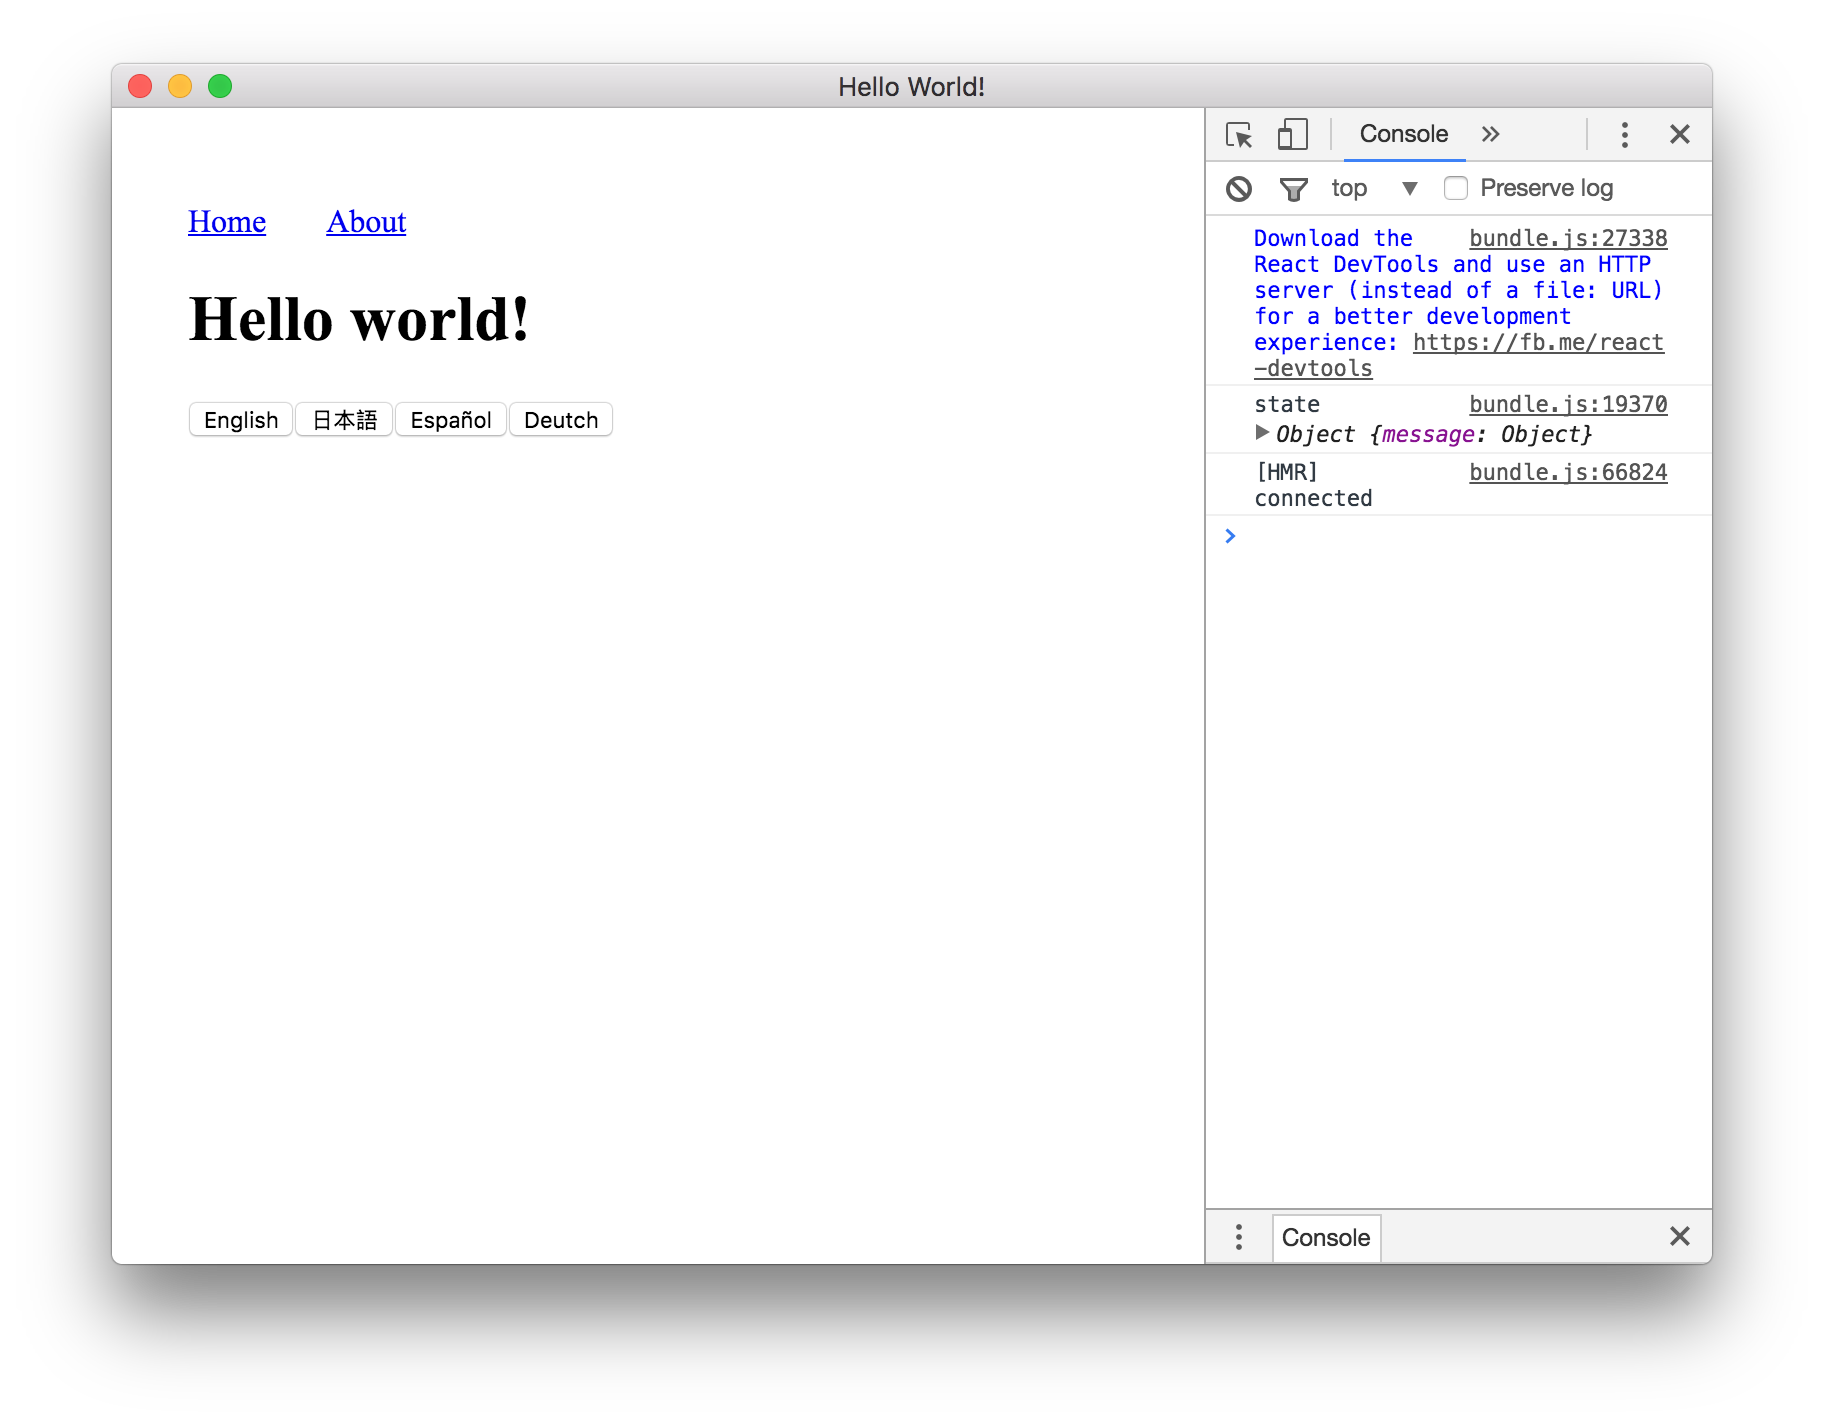 Hello World!
Home About
Hello world!
English 日本語 Español Deutch
Console
top Preserve log
Download the bundle.js:27338
React DevTools and use an HTTP
server (instead of a file: URL)
for a better development
experience: https://fb.me/react
-devtools
state bundle.js:19370
Object {message: Object}
[HMR] bundle.js:66824
connected
Console